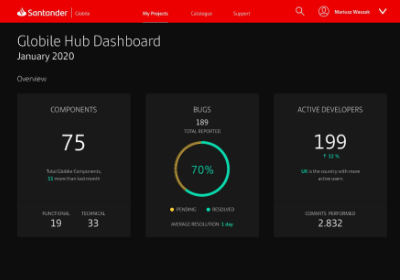 Santander Globile
My Projects
Catalogue
Support
Mariusz Waszak
Globile Hub Dashboard
January 2020
Overview
COMPONENTS
75
Total Globile Components,
11 more than last month
FUNCTIONAL
19
TECHNICAL
33
BUGS
189
TOTAL REPORTED
70%
PENDING
RESOLVED
AVERAGE RESOLUTION 1 day
ACTIVE DEVELOPERS
199
↑ 12 %
UK is the country with more
active users.
COMMITS PERFORMED
2.832